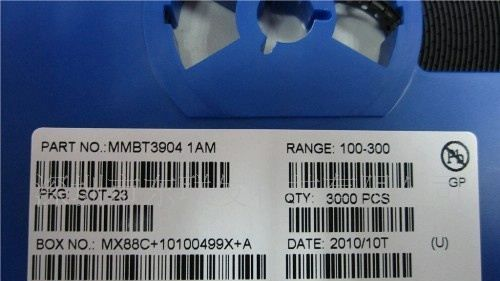 PART NO.:MMBT3904 1AM
RANGE: 100-300
Pb
GP
PKG: SOT-23
QTY: 3000 PCS
BOX NO.: MX88C+10100499X+A
DATE: 2010/10T (U)